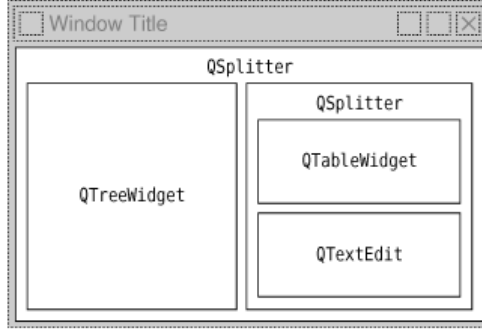 Window Title
QSplitter
QTreeWidget
QSplitter
QTableWidget
QTextEdit